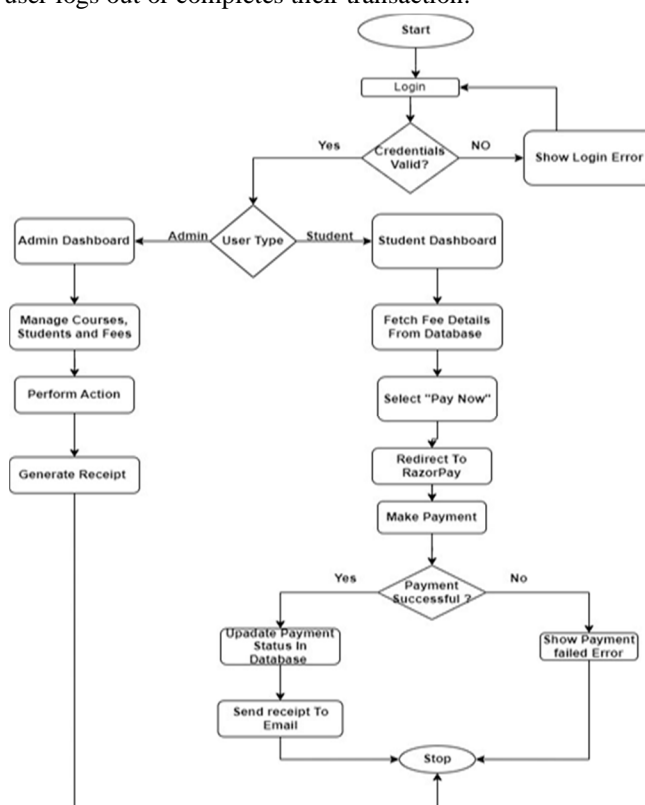 user logs out or completes their transaction.
Start
Login
Credentials
Valid?
Yes
NO
Show Login Error
User Type
Admin
Student
Admin Dashboard
Student Dashboard
Manage Courses,
Students and Fees
Fetch Fee Details
From Database
Perform Action
Select "Pay Now"
Generate Receipt
Redirect To
RazorPay
Make Payment
Payment
Successful ?
Yes
No
Upadate Payment
Status In
Database
Show Payment
failed Error
Send receipt To
Email
Stop